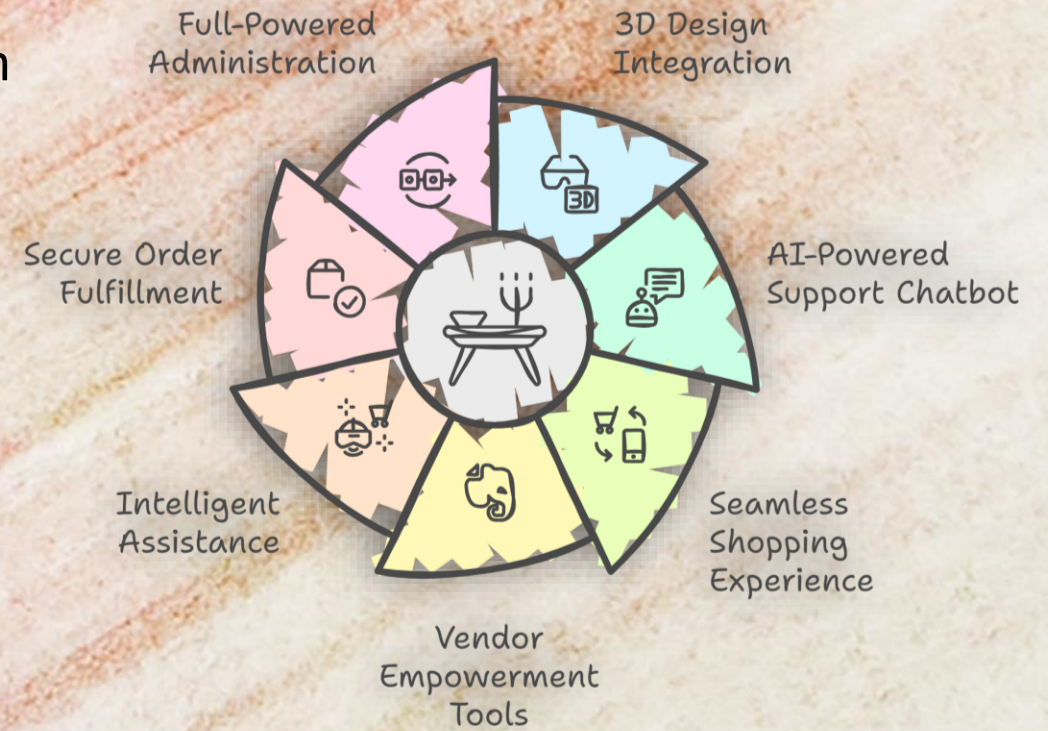 Full-Powered
Administration
3D Design
Integration
n
3D
Secure Order
Fulfillment
AI-Powered
Support Chatbot
Intelligent
Assistance
Seamless
Shopping
Experience
Vendor
Empowerment
Tools